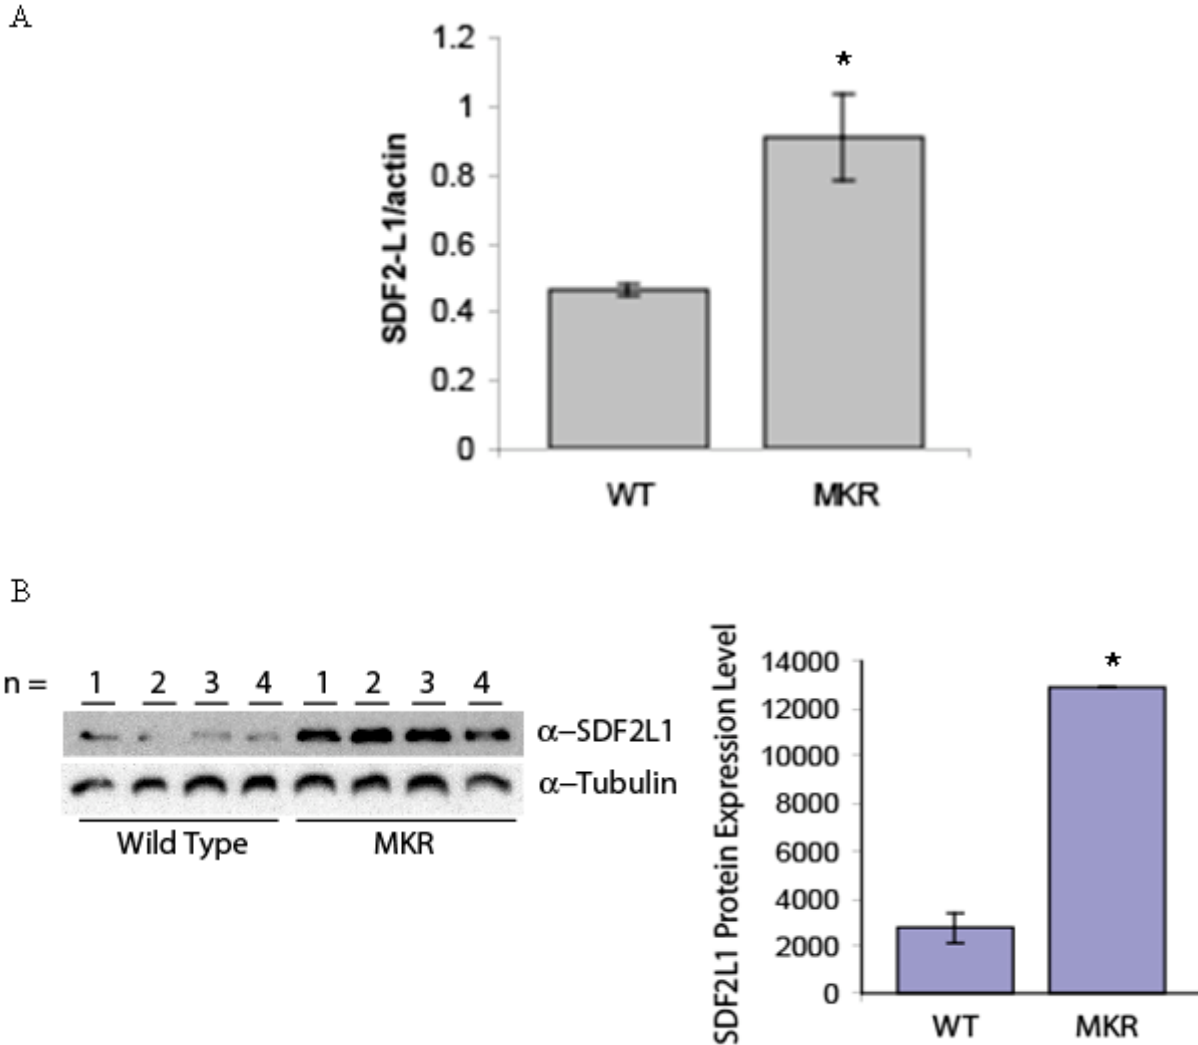 A
1.2
*
1
0.8
0.6
0.4
0.2
0
SDF2-L1/actin
WT MKR
B
n = 1 2 3 4 1 2 3 4
α–SDF2L1
α–Tubulin
Wild Type MKR
SDF2L1 Protein Expression Level
14000
*
12000
10000
8000
6000
4000
2000
0
WT MKR